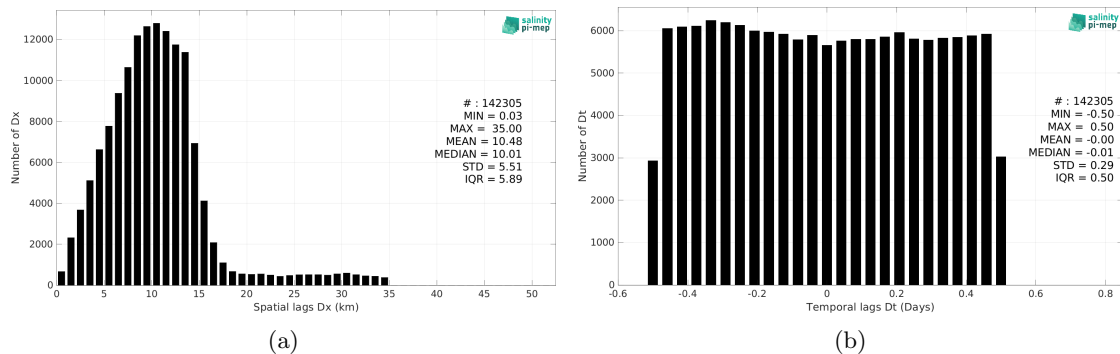 salinity
pi-mep
12000
10000
8000
6000
4000
2000
0
Number of Dx
# : 142305
MIN = 0.03
MAX = 35.00
MEAN = 10.48
MEDIAN = 10.01
STD = 5.51
IQR = 5.89
0 5 10 15 20 25 30 35 40 45 50
Spatial lags Dx (km)
(a)
salinity
pi-mep
6000
5000
4000
3000
2000
1000
0
Number of Dt
# : 142305
MIN = -0.50
MAX = 0.50
MEAN = -0.00
MEDIAN = -0.01
STD = 0.29
IQR = 0.50
-0.6 -0.4 -0.2 0 0.2 0.4 0.6 0.8
Temporal lags Dt (Days)
(b)